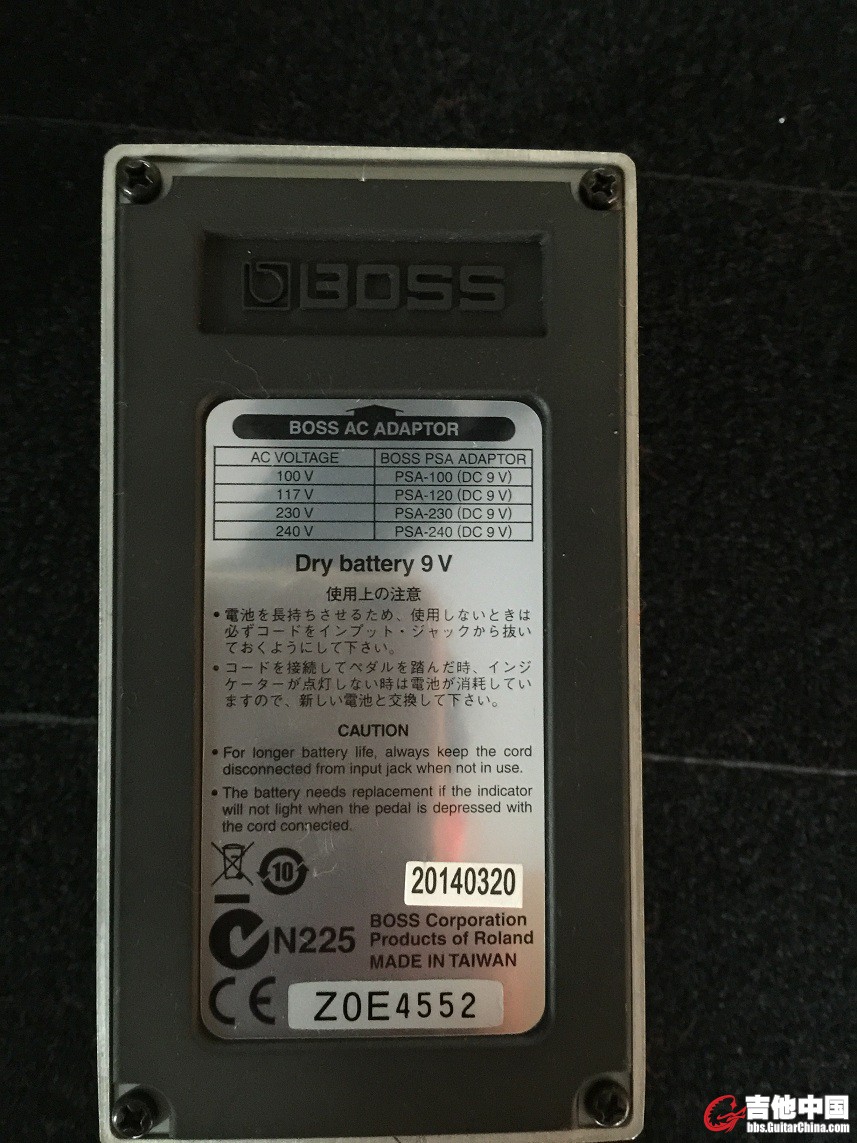 BOSS
BOSS AC ADAPTOR
AC VOLTAGE BOSS PSA ADAPTOR
100 V PSA-100 (DC 9 V)
117 V PSA-120 (DC 9 V)
230 V PSA-230 (DC 9 V)
240 V PSA-240 (DC 9 V)
Dry battery 9 V
使用上の注意
• 電池を長持ちさせるため、使用しないときは
必ずコードをインプット・ジャックから抜い
ておくようにして下さい。
• コードを接続してペダルを踏んだ時、インジ
ケーターが点灯しない時は電池が消耗してい
ますので、新しい電池と交換して下さい。
CAUTION
• For longer battery life, always keep the cord
disconnected from input jack when not in use.
• The battery needs replacement if the indicator
will not light when the pedal is depressed with
the cord connected.
10
20140320
N225
BOSS Corporation
Products of Roland
MADE IN TAIWAN
CE
Z0E4552
吉他中国
bbs.GuitarChina.com